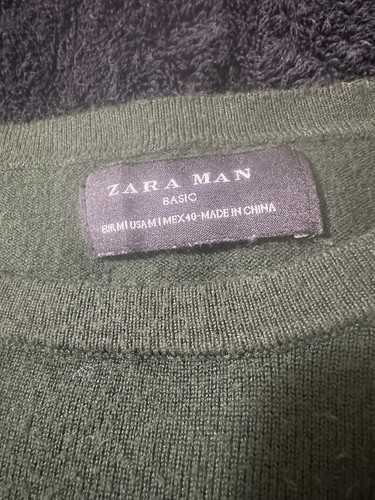 ZARA MAN
BASIC
EUR M | USA M | MEX 40-MADE IN CHINA